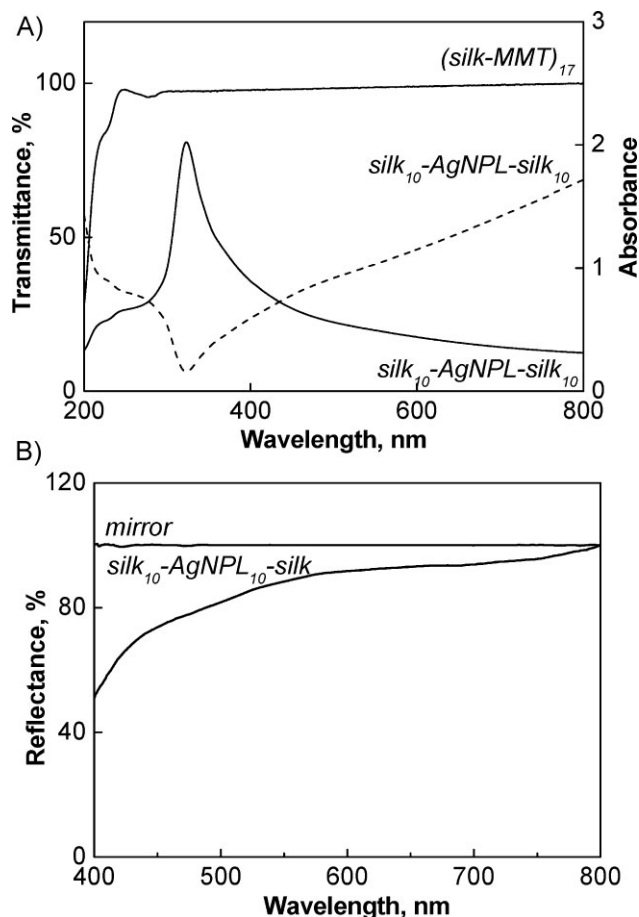 A)
3
(silk-MMT)17
100
2
silk10-AgNPL-silk10
Transmittance, %
Absorbance
50
1
silk10-AgNPL-silk10
0
0
200 400 600 800
Wavelength, nm
B)
120
mirror
silk10-AgNPL10-silk
80
Reflectance, %
40
0
400 500 600 700 800
Wavelength, nm